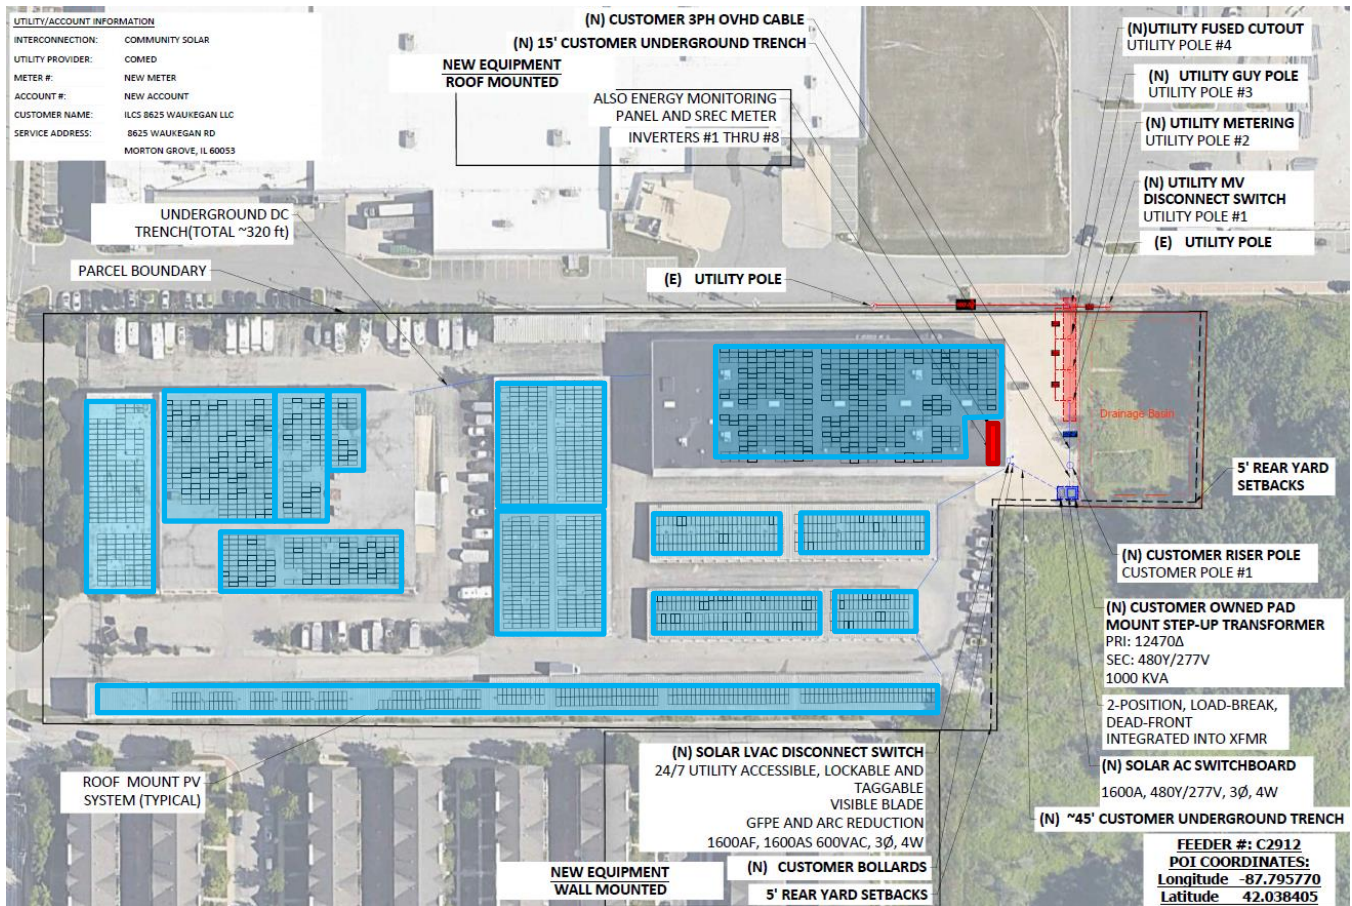 UTILITY/ACCOUNT INFORMATION
INTERCONNECTION: COMMUNITY SOLAR
UTILITY PROVIDER: COMED
METER #: NEW METER
ACCOUNT #: NEW ACCOUNT
CUSTOMER NAME: ILCS 8625 WAUKEGAN LLC
SERVICE ADDRESS: 8625 WAUKEGAN RD
MORTON GROVE, IL 60053
(N) CUSTOMER 3PH OVHD CABLE
(N) 15' CUSTOMER UNDERGROUND TRENCH
NEW EQUIPMENT
ROOF MOUNTED
ALSO ENERGY MONITORING
PANEL AND SREC METER
INVERTERS #1 THRU #8
(N)UTILITY FUSED CUTOUT
UTILITY POLE #4
(N) UTILITY GUY POLE
UTILITY POLE #3
(N) UTILITY METERING
UTILITY POLE #2
(N) UTILITY MV
DISCONNECT SWITCH
UTILITY POLE #1
(E) UTILITY POLE
UNDERGROUND DC
TRENCH(TOTAL ~320 ft)
PARCEL BOUNDARY
(E) UTILITY POLE
Drainage Basin
5' REAR YARD
SETBACKS
(N) CUSTOMER RISER POLE
CUSTOMER POLE #1
(N) CUSTOMER OWNED PAD
MOUNT STEP-UP TRANSFORMER
PRI: 12470Δ
SEC: 480Y/277V
1000 KVA
2-POSITION, LOAD-BREAK,
DEAD-FRONT
INTEGRATED INTO XFMR
(N) SOLAR AC SWITCHBOARD
1600A, 480Y/277V, 3Ø, 4W
(N) ~45' CUSTOMER UNDERGROUND TRENCH
ROOF MOUNT PV
SYSTEM (TYPICAL)
(N) SOLAR LVAC DISCONNECT SWITCH
24/7 UTILITY ACCESSIBLE, LOCKABLE AND
TAGGABLE
VISIBLE BLADE
GFPE AND ARC REDUCTION
1600AF, 1600AS 600VAC, 3Ø, 4W
(N) CUSTOMER BOLLARDS
5' REAR YARD SETBACKS
NEW EQUIPMENT
WALL MOUNTED
FEEDER #: C2912
POI COORDINATES:
Longitude -87.795770
Latitude 42.038405